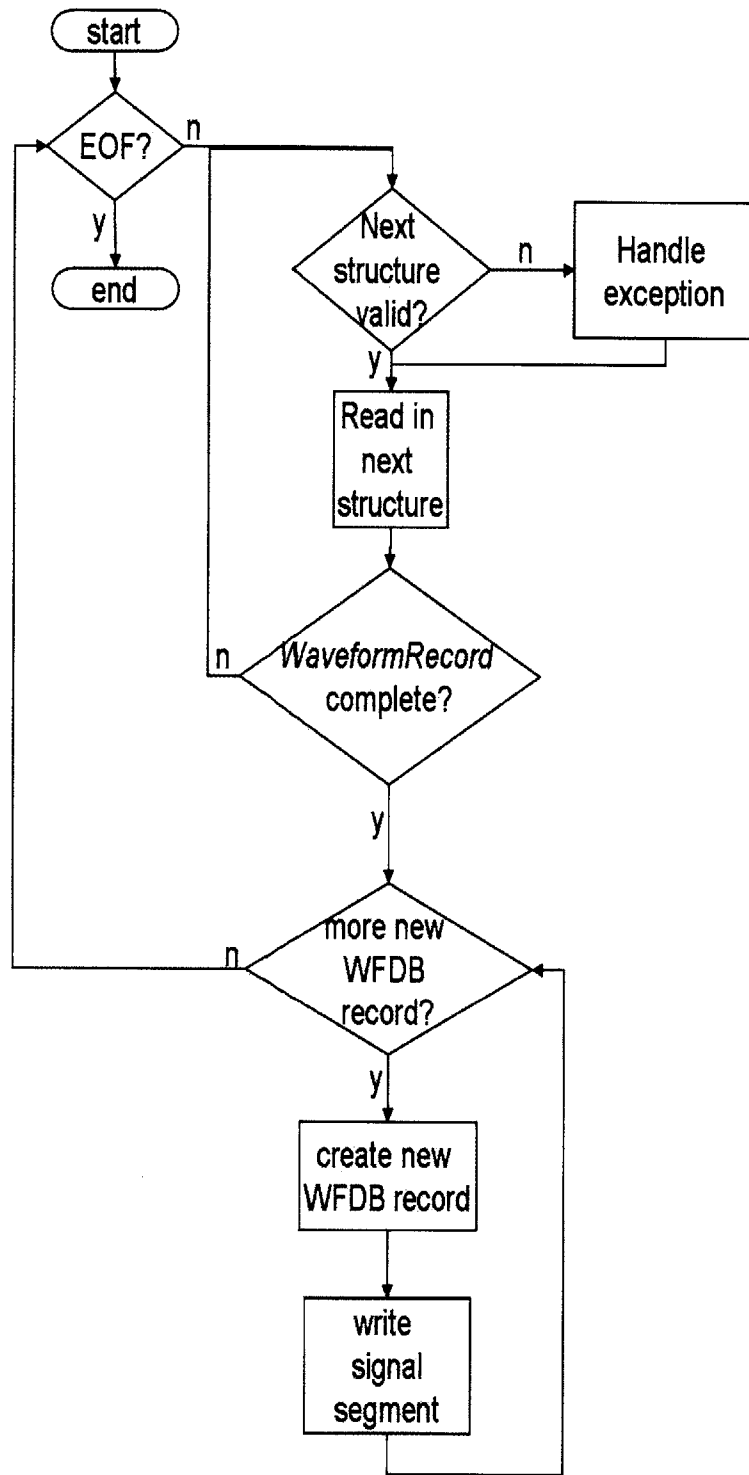 start
EOF?
n
y
end
Next
structure
valid?
n
Handle
exception
y
Read in
next
structure
n
WaveformRecord
complete?
y
n
more new
WFDB
record?
y
create new
WFDB record
write
signal
segment